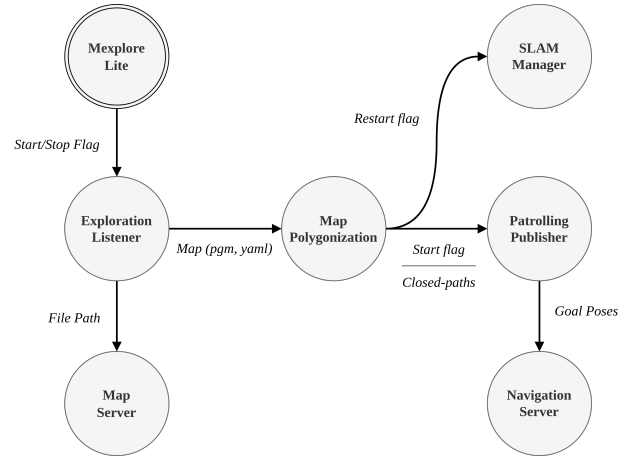 Mexplore
Lite
SLAM
Manager
Restart flag
Start/Stop Flag
Exploration
Listener
Map (pgm, yaml)
Map
Polygonization
Start flag
Closed-paths
Patrolling
Publisher
File Path
Goal Poses
Map
Server
Navigation
Server